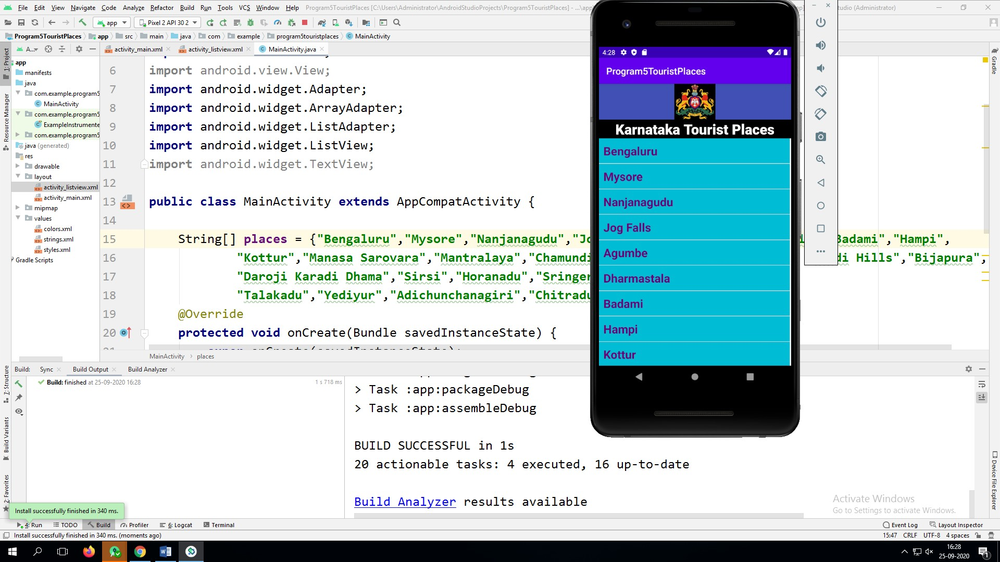 File Edit View Navigate Code Analyze Refactor Build Run Tools VCS Window Help Program5TouristPlaces [C:\Users\Administrator\AndroidStudioProjects\Program5TouristPlaces] - ...\app\ tudio (Administrator)
app Pixel 2 API 30 2
Program5TouristPlaces app src main java com example program5touristplaces MainActivity
A... activity_main.xml activity_listview.xml MainActivity.java
1: Project
Resource Manager
7: Structure
Build Variants
2: Favorites
app
manifests
java
com.example.program5
MainActivity
com.example.program5
ExampleInstrumente
com.example.program5
java (generated)
res
drawable
layout
activity_listview.xml
activity_main.xml
mipmap
values
colors.xml
strings.xml
styles.xml
Gradle Scripts
6 import android.view.View;
7 import android.widget.Adapter;
8 import android.widget.ArrayAdapter;
9 import android.widget.ListAdapter;
10 import android.widget.ListView;
11 import android.widget.TextView;
12
13 public class MainActivity extends AppCompatActivity {
14
15 String[] places = {"Bengaluru","Mysore","Nanjanagudu","Jo Badami","Hampi",
16 "Kottur","Manasa Sarovara","Mantralaya","Chamundi di Hills","Bijapura",
17 "Daroji Karadi Dhama","Sirsi","Horanadu","Sringer
18 "Talakadu","Yediyur","Adichunchanagiri","Chitradu
19 @Override
20 protected void onCreate(Bundle savedInstanceState) {
MainActivity places
4:28
Program5TouristPlaces
Karnataka Tourist Places
Bengaluru
Mysore
Nanjanagudu
Jog Falls
Agumbe
Dharmastala
Badami
Hampi
Kottur
Gradle
Device File Explorer
Build: Sync Build Output Build Analyzer
Build: finished at 25-09-2020 16:28 1 s 718 ms
> Task :app:packageDebug
> Task :app:assembleDebug
BUILD SUCCESSFUL in 1s
20 actionable tasks: 4 executed, 16 up-to-date
Build Analyzer results available
Activate Windows
Go to Settings to activate Windows.
Install successfully finished in 340 ms.
4: Run TODO Build Profiler 6: Logcat Terminal Event Log Layout Inspector
Install successfully finished in 340 ms. (moments ago) 15:47 CRLF UTF-8 4 spaces
16:28
25-09-2020
1